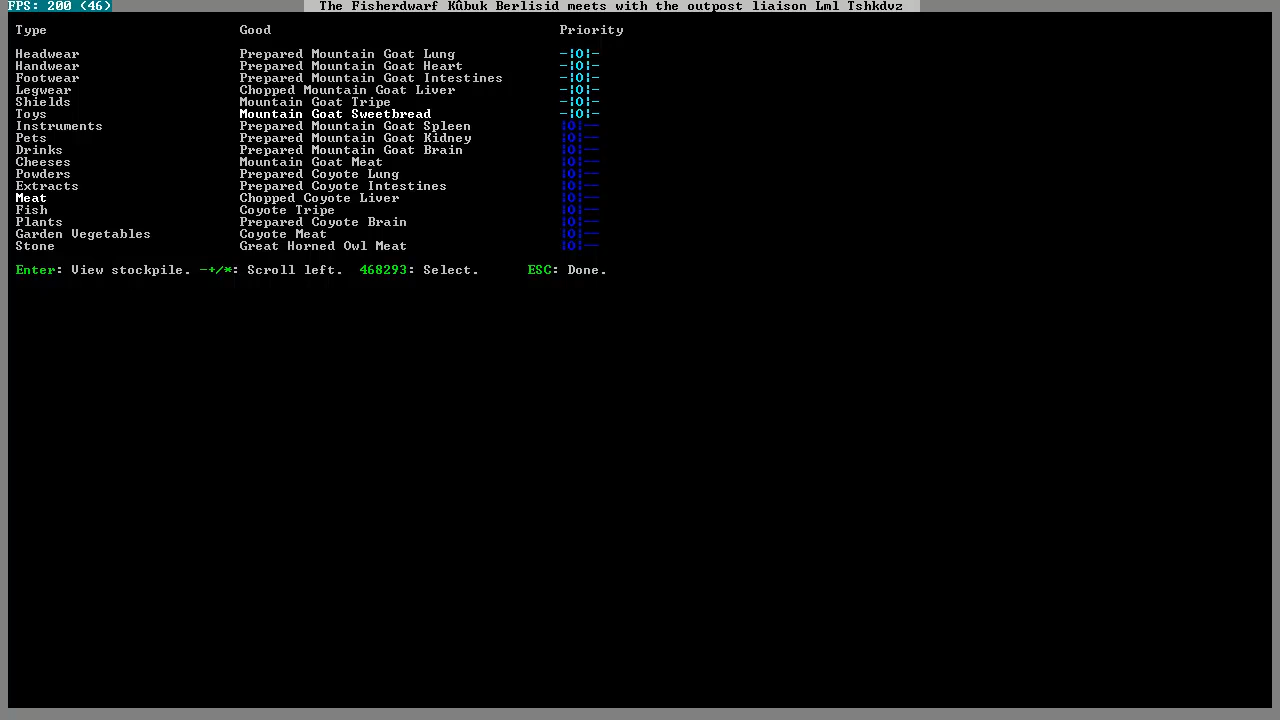 FPS: 200 (46) The Fisherdwarf Kûbuk Berlisid meets with the outpost liaison Lml Tshkdvz
Type Good Priority
Headwear Prepared Mountain Goat Lung -|O|-
Handwear Prepared Mountain Goat Heart -|O|-
Footwear Prepared Mountain Goat Intestines -|O|-
Legwear Chopped Mountain Goat Liver -|O|-
Shields Mountain Goat Tripe -|O|-
Toys Mountain Goat Sweetbread -|O|-
Instruments Prepared Mountain Goat Spleen |O|--
Pets Prepared Mountain Goat Kidney |O|--
Drinks Prepared Mountain Goat Brain |O|--
Cheeses Mountain Goat Meat |O|--
Powders Prepared Coyote Lung |O|--
Extracts Prepared Coyote Intestines |O|--
Meat Chopped Coyote Liver |O|--
Fish Coyote Tripe |O|--
Plants Prepared Coyote Brain |O|--
Garden Vegetables Coyote Meat |O|--
Stone Great Horned Owl Meat |O|--
Enter: View stockpile. -+/*: Scroll left. 468293: Select. ESC: Done.